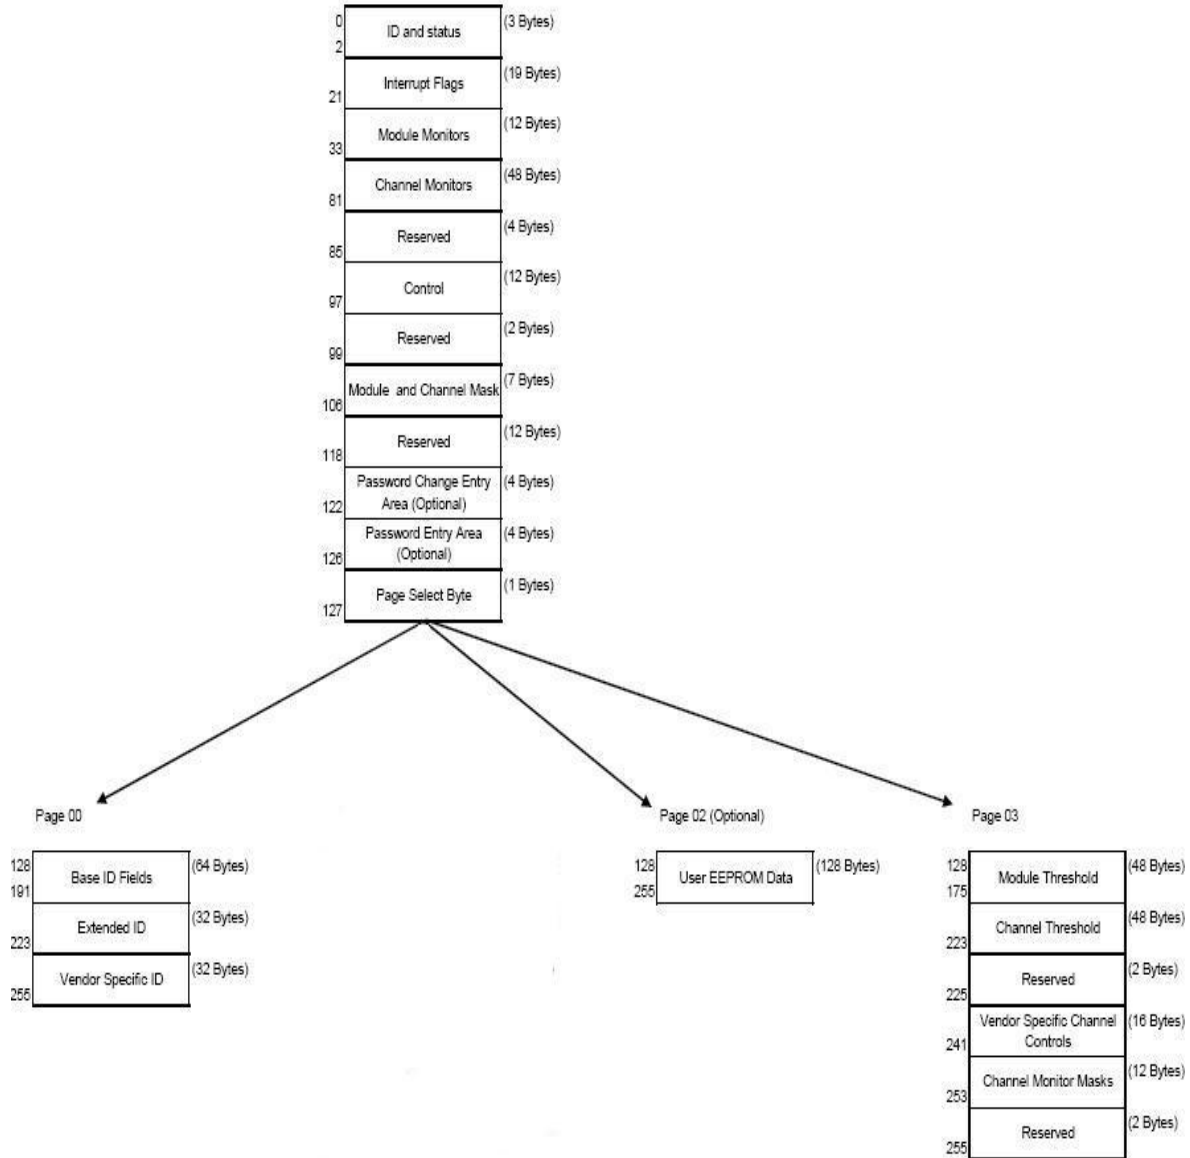 0
ID and status
(3 Bytes)
2
Interrupt Flags
(19 Bytes)
21
Module Monitors
(12 Bytes)
33
Channel Monitors
(48 Bytes)
81
Reserved
(4 Bytes)
85
Control
(12 Bytes)
97
Reserved
(2 Bytes)
99
Module and Channel Mask
(7 Bytes)
106
Reserved
(12 Bytes)
118
Password Change Entry
Area (Optional)
(4 Bytes)
122
Password Entry Area
(Optional)
(4 Bytes)
126
Page Select Byte
(1 Bytes)
127
Page 00
128
Base ID Fields
(64 Bytes)
191
Extended ID
(32 Bytes)
223
Vendor Specific ID
(32 Bytes)
255
Page 02 (Optional)
128
User EEPROM Data
(128 Bytes)
255
Page 03
128
Module Threshold
(48 Bytes)
175
Channel Threshold
(48 Bytes)
223
Reserved
(2 Bytes)
225
Vendor Specific Channel
Controls
(16 Bytes)
241
Channel Monitor Masks
(12 Bytes)
253
Reserved
(2 Bytes)
255